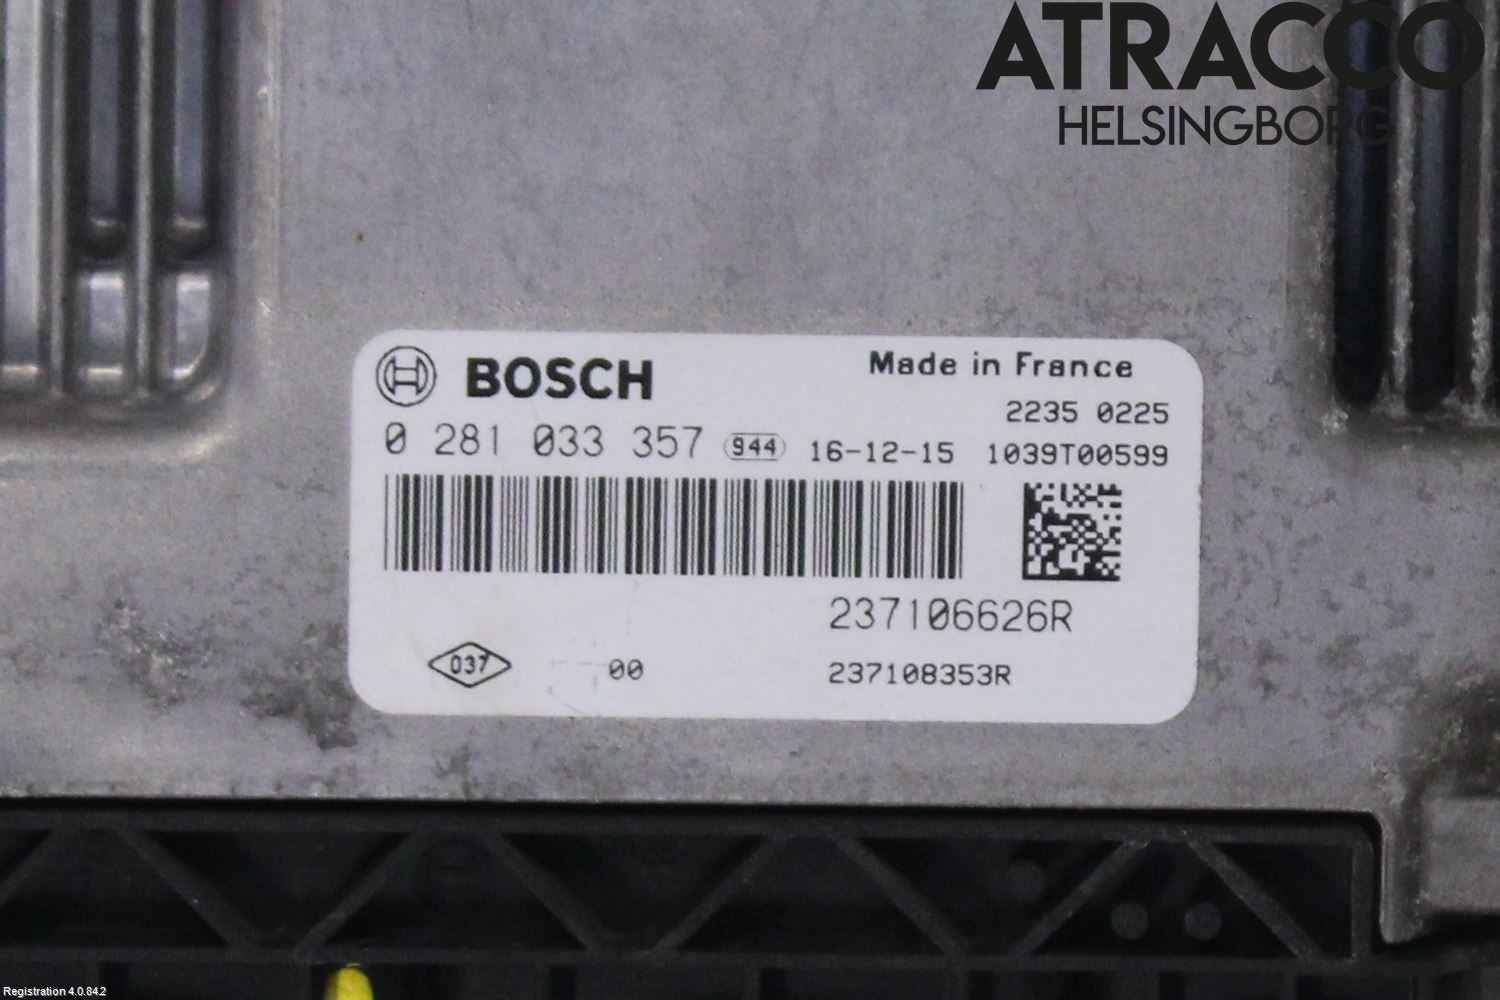 ATRACCO
HELSINGBORG
BOSCH
Made in France
2235 0225
0 281 033 357 944 16-12-15 1039T00599
237106626R
037 00 237108353R
Registration 4.0.84.2